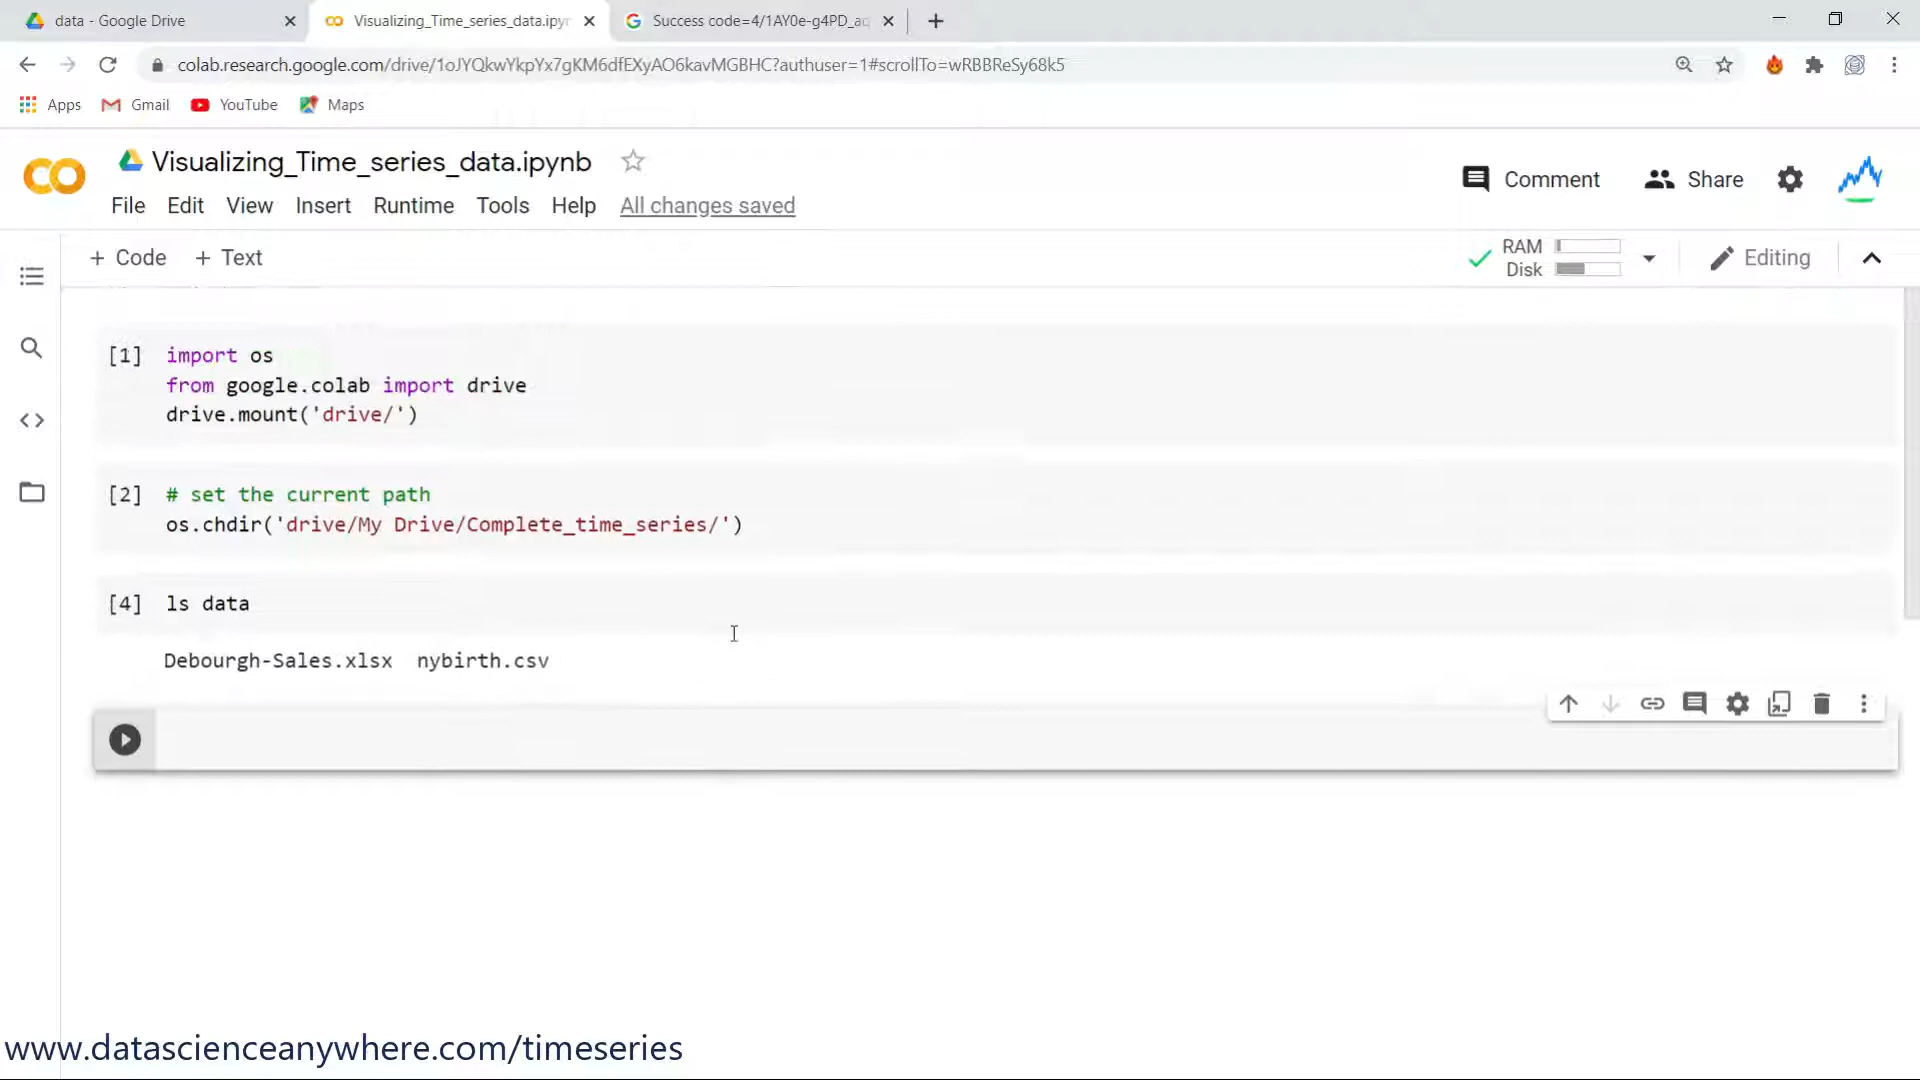 data - Google Drive
Visualizing_Time_series_data.ipyn
Success code=4/1AY0e-g4PD_aq
colab.research.google.com/drive/1oJYQkwYkpYx7gKM6dfEXyAO6kavMGBHC?authuser=1#scrollTo=wRBBReSy68k5
Apps Gmail YouTube Maps
Visualizing_Time_series_data.ipynb
Comment Share
File Edit View Insert Runtime Tools Help All changes saved
+ Code + Text
RAM
Disk
Editing
[1] import os
from google.colab import drive
drive.mount('drive/')
[2] # set the current path
os.chdir('drive/My Drive/Complete_time_series/')
[4] ls data
Debourgh-Sales.xlsx nybirth.csv
www.datascienceanywhere.com/timeseries